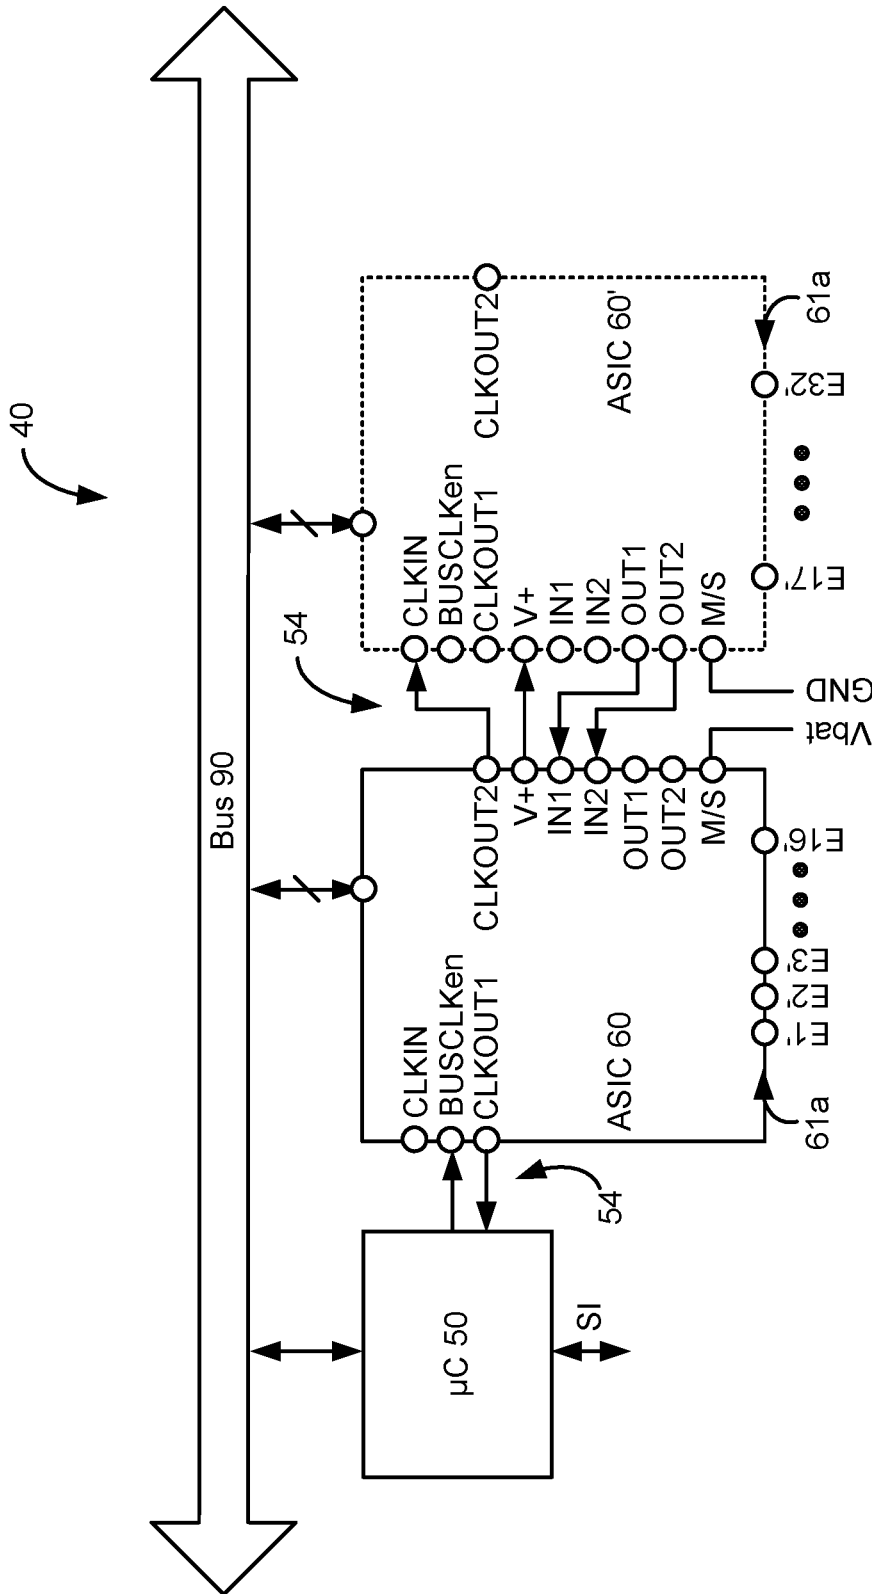 40
Bus 90
54
CLKIN
BUSCLKen
CLKOUT1
V+
IN1
IN2
OUT1
OUT2
M/S
CLKOUT2
ASIC 60'
61a
E17'
E32'
GND
Vbat
CLKOUT2
V+
IN1
IN2
OUT1
OUT2
M/S
CLKIN
BUSCLKen
CLKOUT1
ASIC 60
61a
E1'
E2'
E3'
E16'
54
µC 50
SI